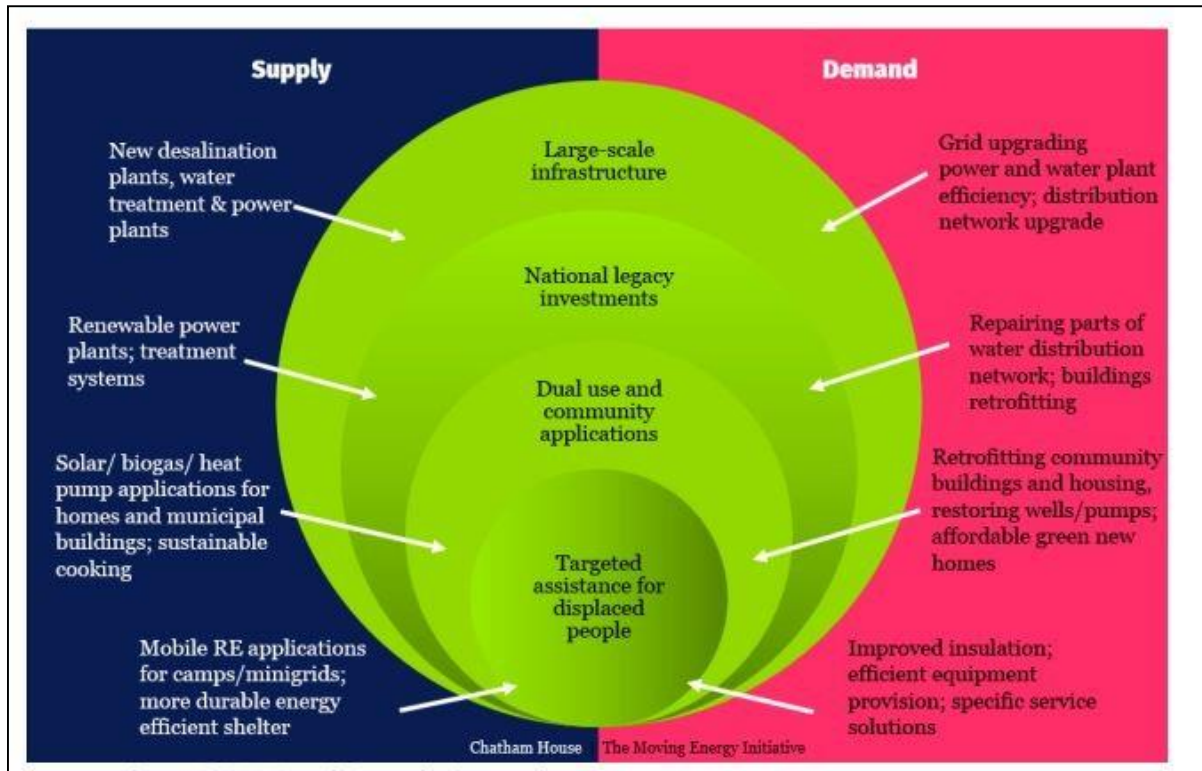 Supply
Demand
New desalination
plants, water
treatment & power
plants
Large-scale
infrastructure
Grid upgrading
power and water plant
efficiency; distribution
network upgrade
National legacy
investments
Renewable power
plants; treatment
systems
Repairing parts of
water distribution
network; buildings
retrofitting
Dual use and
community
applications
Solar/ biogas/ heat
pump applications for
homes and municipal
buildings; sustainable
cooking
Retrofitting community
buildings and housing,
restoring wells/pumps;
affordable green new
homes
Targeted
assistance for
displaced
people
Mobile RE applications
for camps/minigrids;
more durable energy
efficient shelter
Improved insulation;
efficient equipment
provision; specific service
solutions
Chatham House
The Moving Energy Initiative